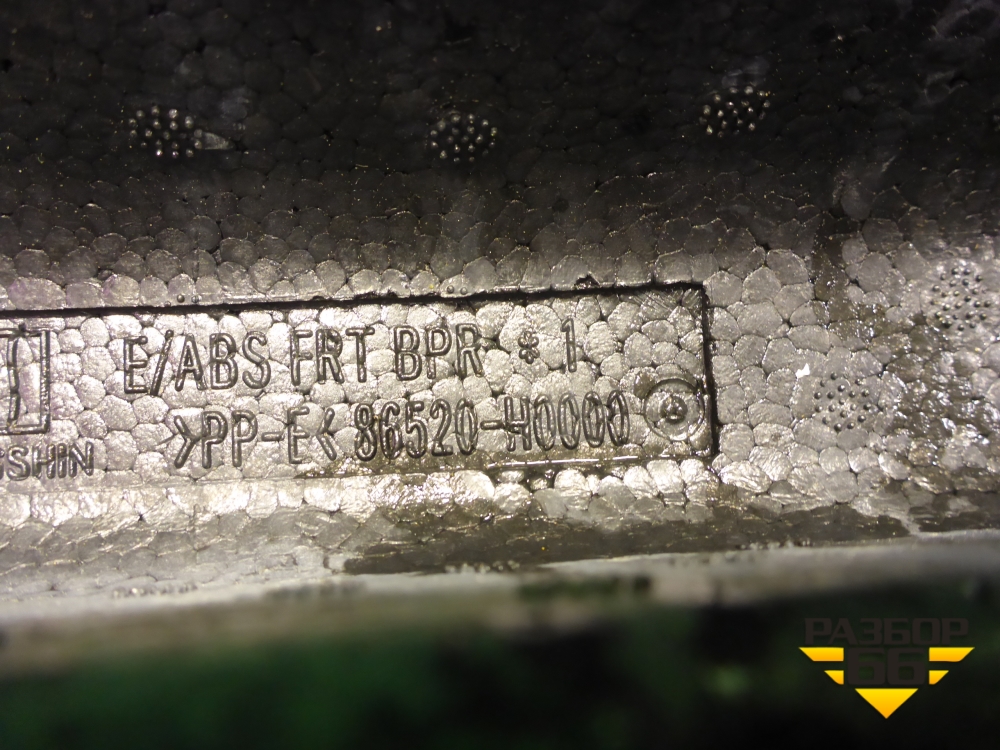 E/ABS FRT BPR * 1
>PP-E< 86520-H0000
SHIN
РАЗБОР
66